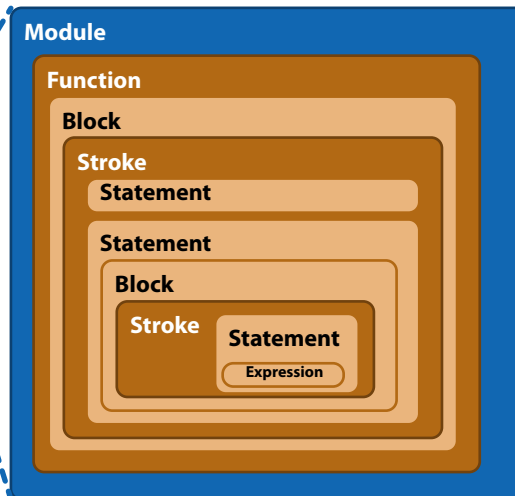 Module
Function
Block
Stroke
Statement
Statement
Block
Stroke
Statement
Expression